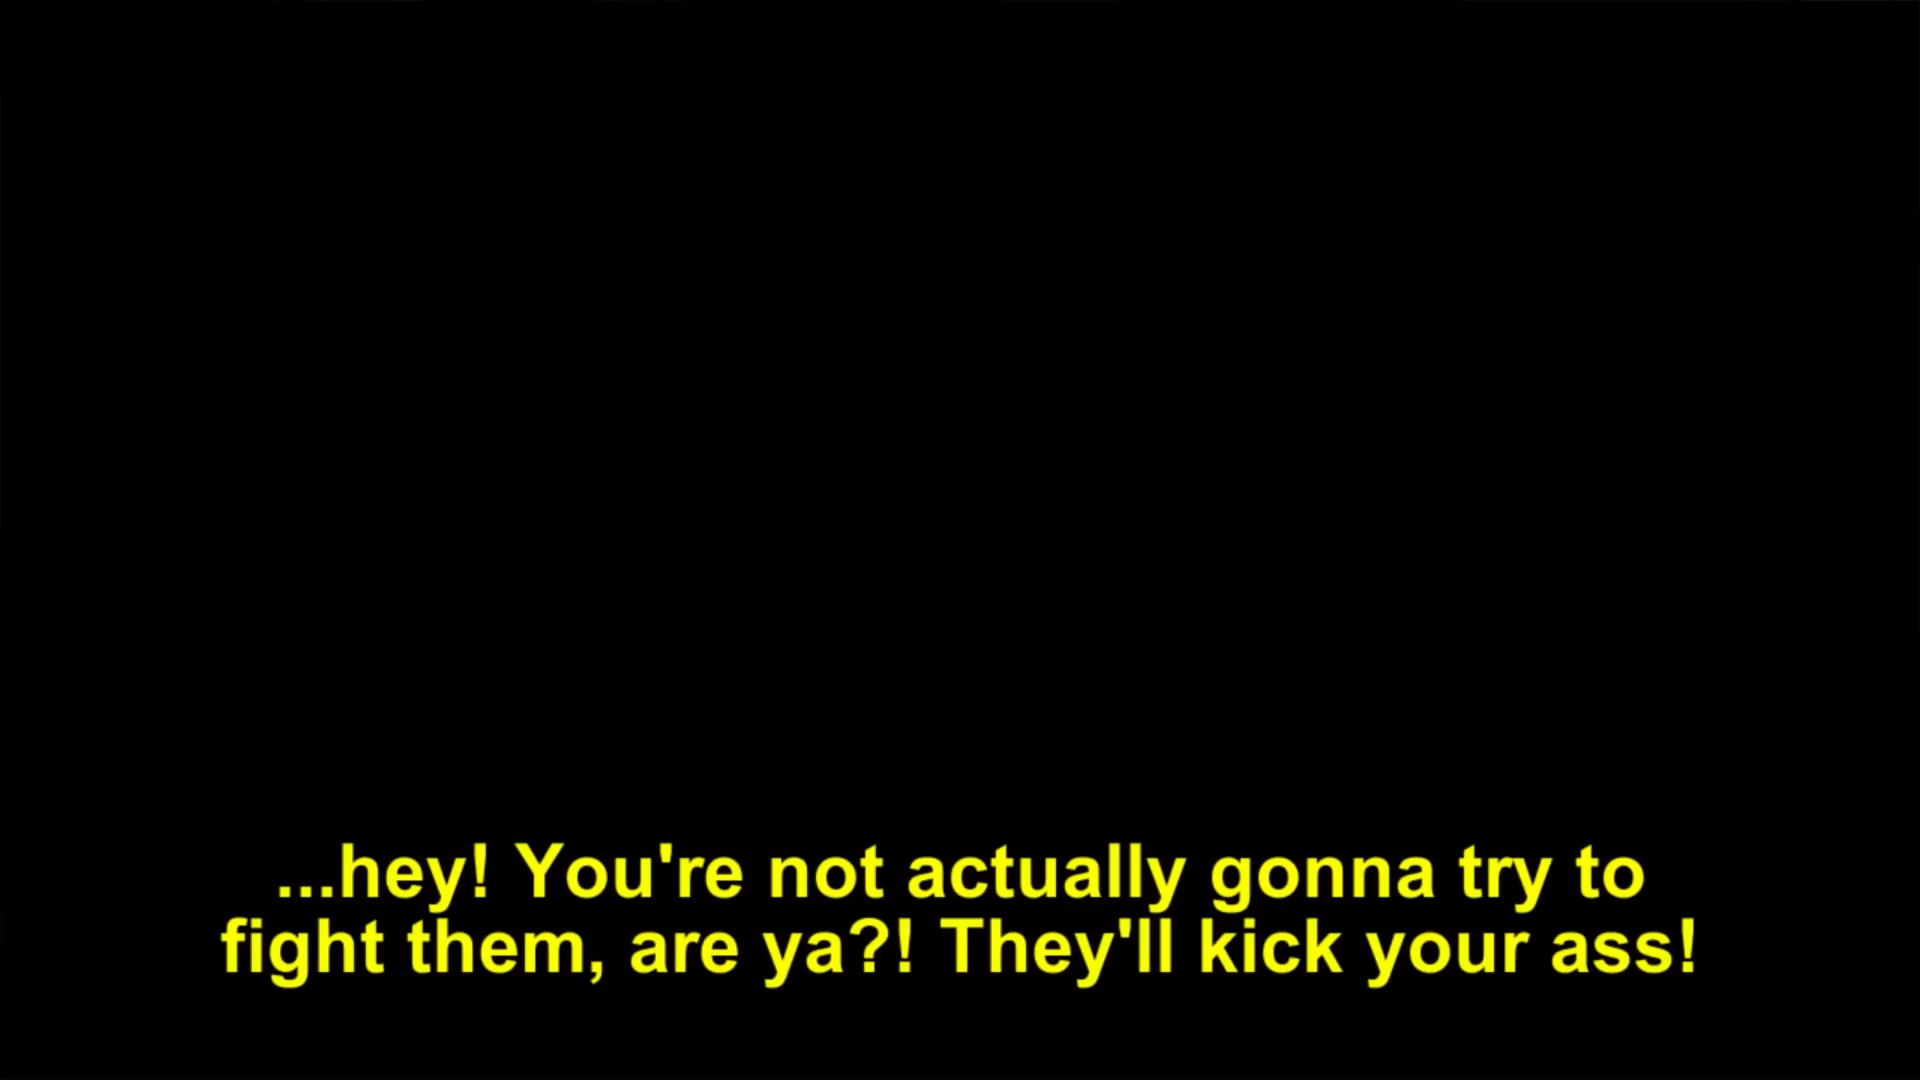 ...hey! You're not actually gonna try to
fight them, are ya?! They'll kick your ass!